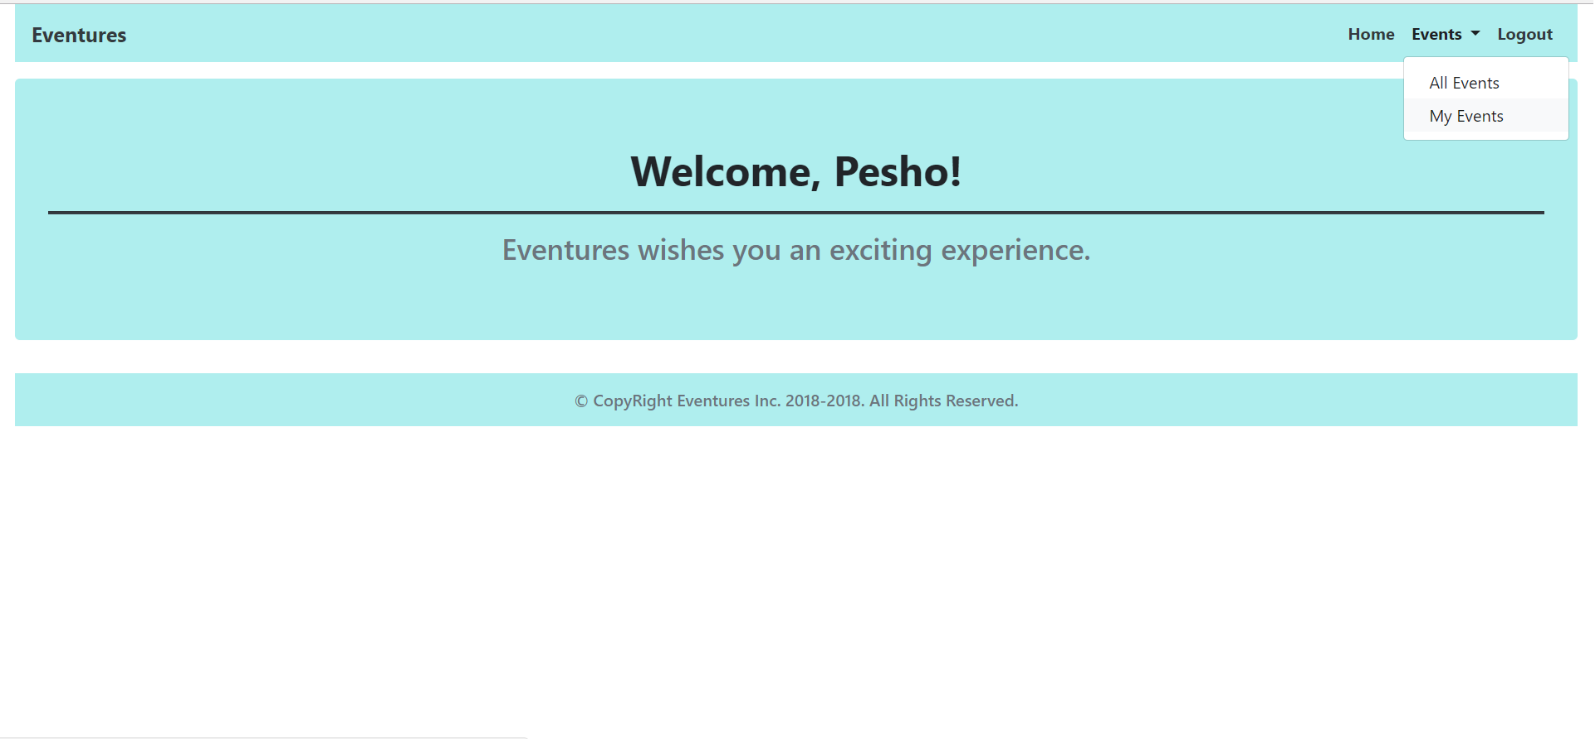 Eventures
Home Events Logout
All Events
My Events
Welcome, Pesho!
Eventures wishes you an exciting experience.
© CopyRight Eventures Inc. 2018-2018. All Rights Reserved.